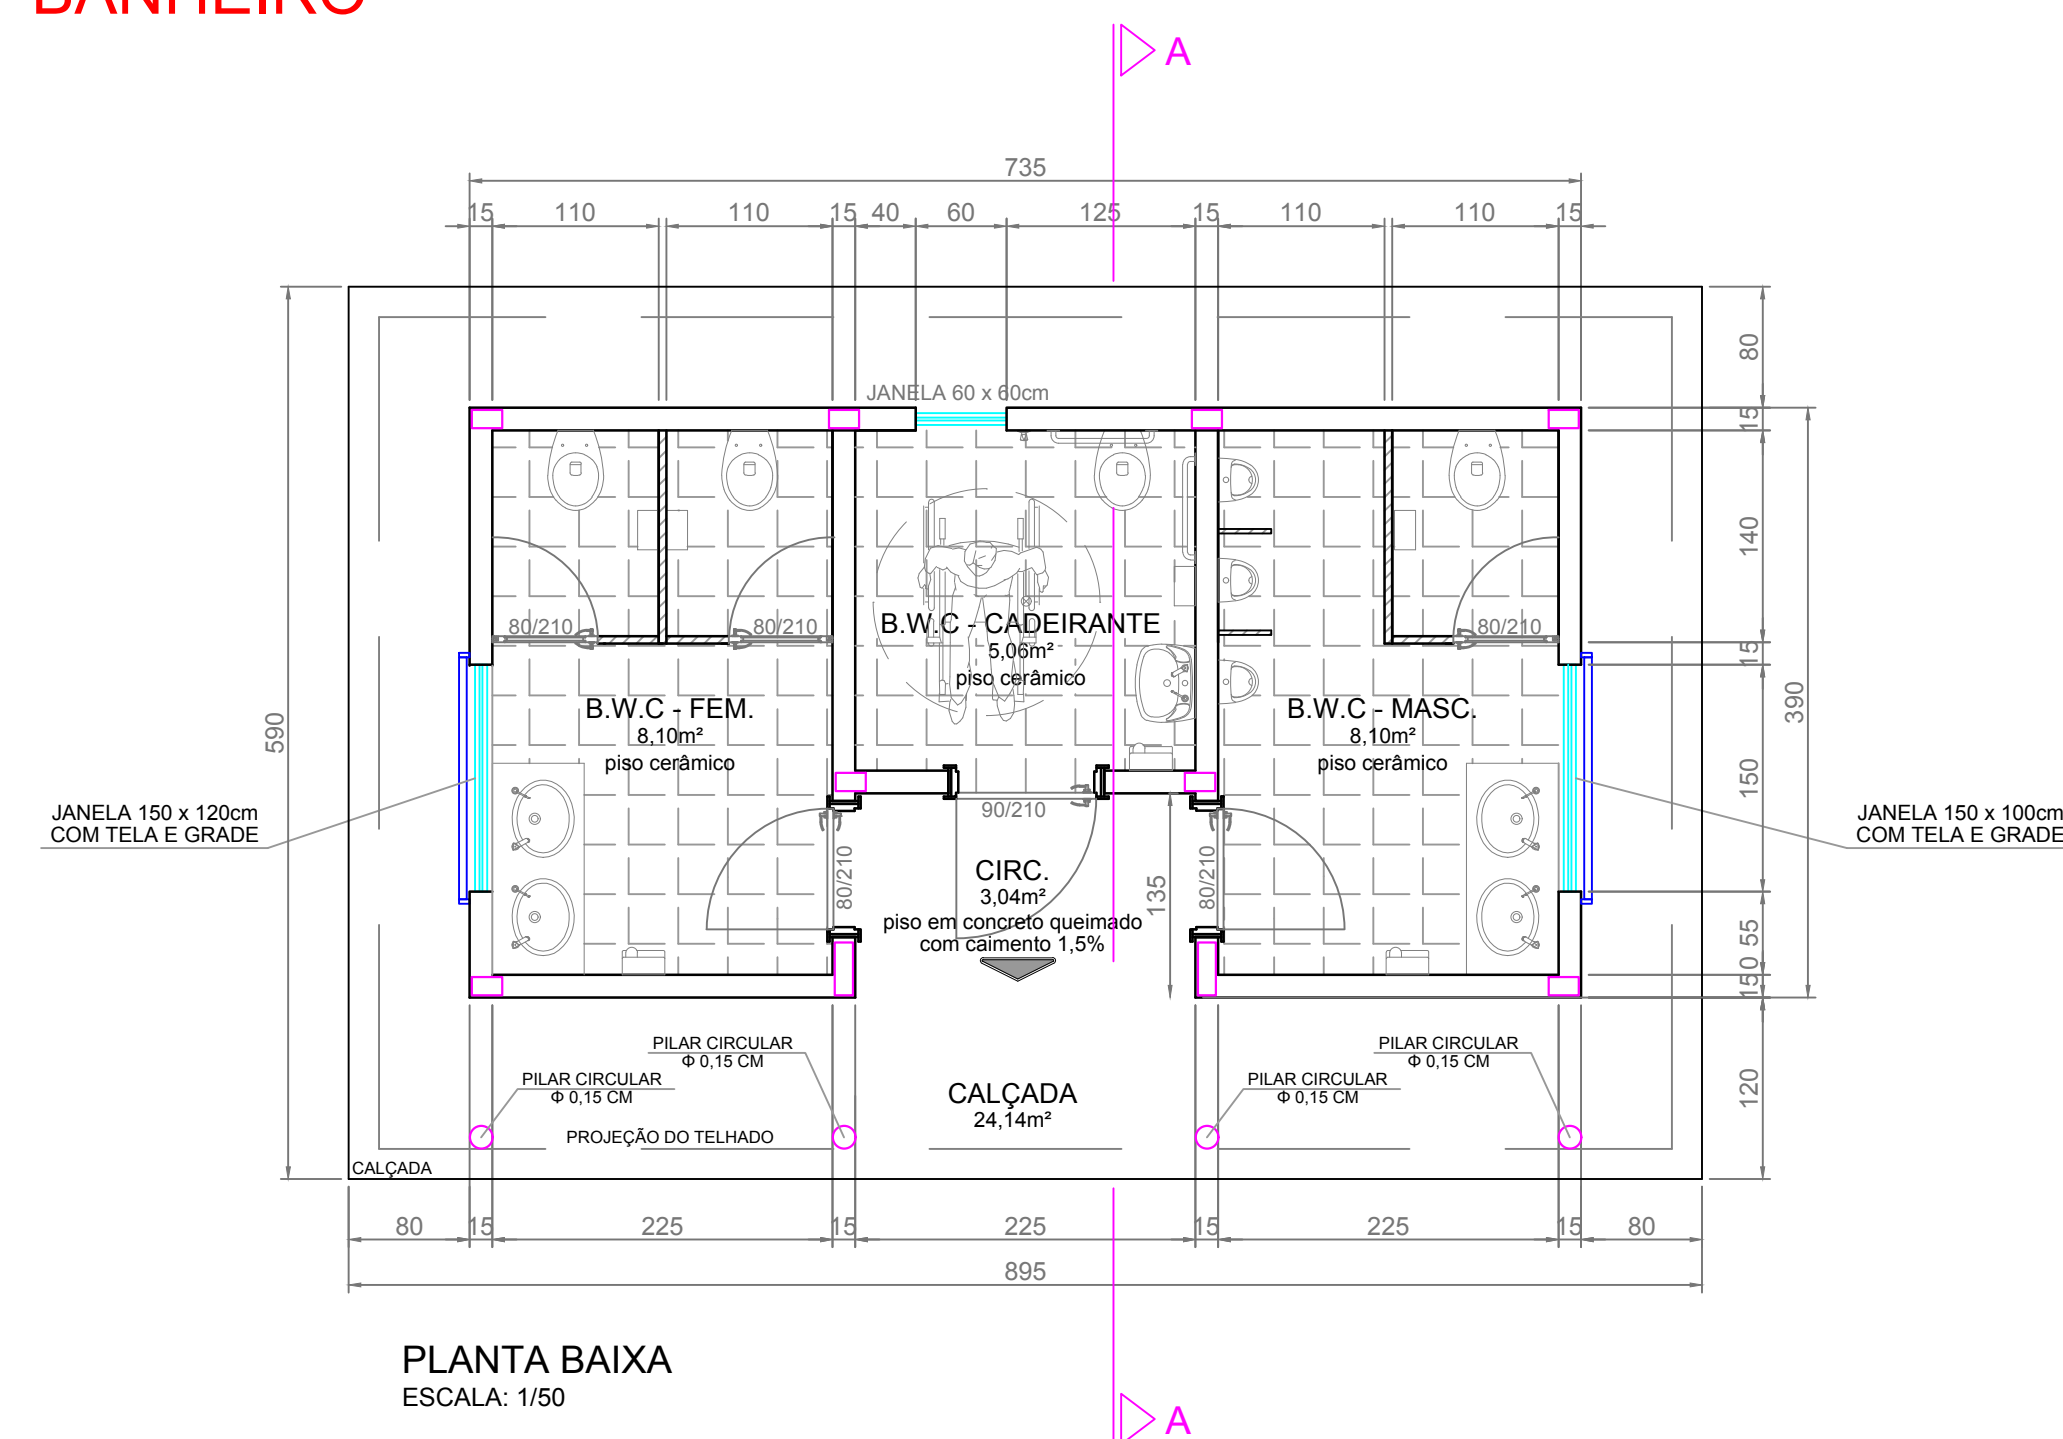 BANHEIRO
A
735
15 110 110 15 40 60 125 15 110 110 15
JANELA 60 x 60cm
80
15
140
15
150
55
150
120
390
590
80/210
80/210
80/210
B.W.C - CADEIRANTE
5,06m²
piso cerâmico
B.W.C - FEM.
8,10m²
piso cerâmico
B.W.C - MASC.
8,10m²
piso cerâmico
JANELA 150 x 120cm
COM TELA E GRADE
JANELA 150 x 100cm
COM TELA E GRADE
90/210
80/210
80/210
135
CIRC.
3,04m²
piso em concreto queimado
com caimento 1,5%
PILAR CIRCULAR
Φ 0,15 CM
PILAR CIRCULAR
Φ 0,15 CM
PILAR CIRCULAR
Φ 0,15 CM
PILAR CIRCULAR
Φ 0,15 CM
CALÇADA
24,14m²
PROJEÇÃO DO TELHADO
CALÇADA
80 15 225 15 225 15 225 15 80
895
PLANTA BAIXA
ESCALA: 1/50
A